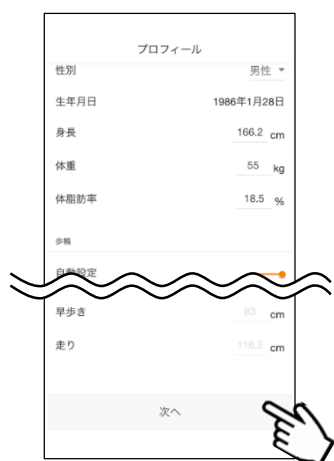 プロフィール
性別 男性
生年月日 1986年1月28日
身長 166.2 cm
体重 55 kg
体脂肪率 18.5 %
歩幅
自動設定
早歩き 83 cm
走り 116.2 cm
次へ